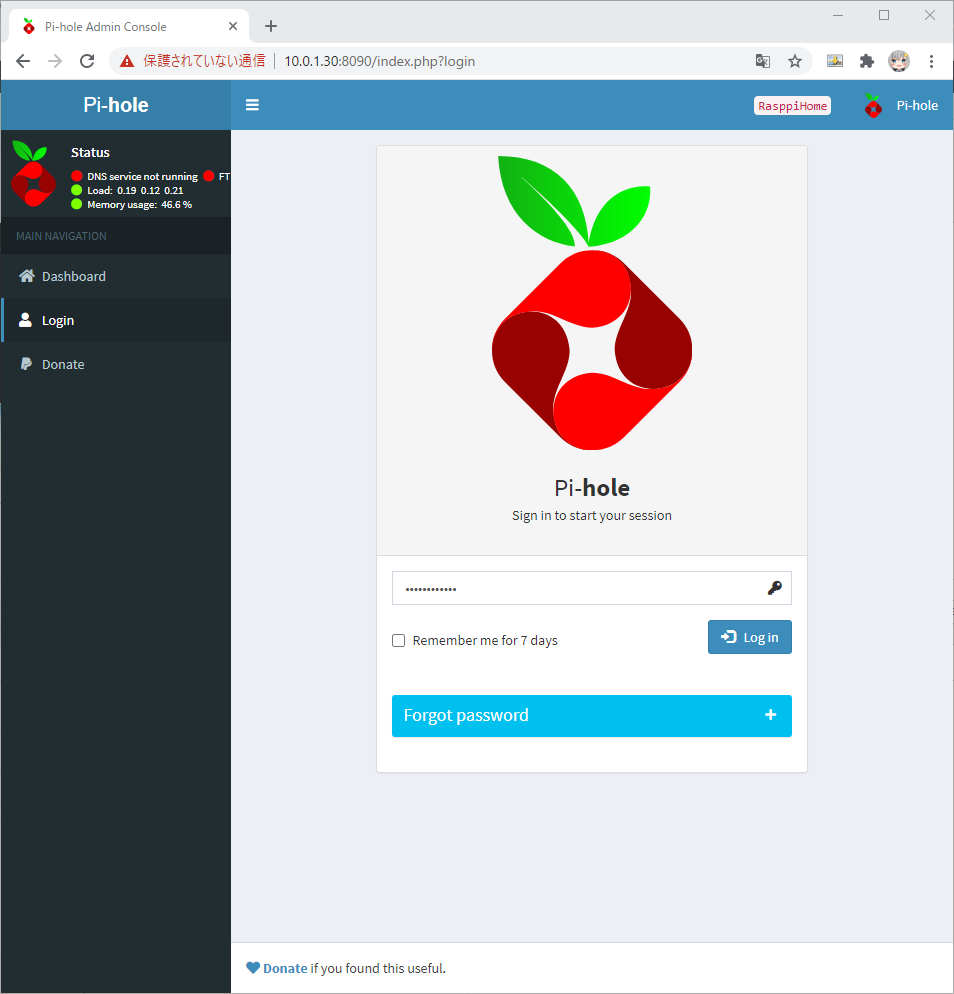 Pi-hole Admin Console
保護されていない通信 10.0.1.30:8090/index.php?login
Pi-hole
RasppiHome
Pi-hole
Status
DNS service not running FT
Load: 0.19 0.12 0.21
Memory usage: 46.6 %
MAIN NAVIGATION
Dashboard
Login
Donate
Pi-hole
Sign in to start your session
••••••••••••
Remember me for 7 days
Log in
Forgot password
Donate if you found this useful.